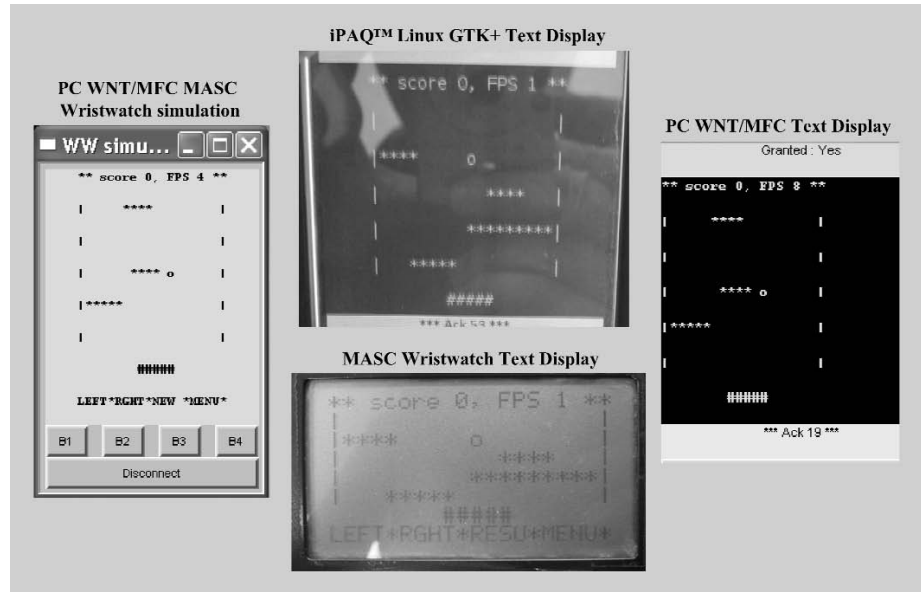 iPAQ™ Linux GTK+ Text Display
** score 0, FPS 1 **
| |
|**** o |
| **** |
| *********|
| ***** |
#####
*** Ack 53 ***
PC WNT/MFC MASC
Wristwatch simulation
WW simu...
** score 0, FPS 4 **
| **** |
| |
| **** o |
|***** |
| |
#####
LEFT*RGHT*NEW *MENU*
B1 B2 B3 B4
Disconnect
MASC Wristwatch Text Display
** score 0, FPS 1 **
| |
|**** o |
| **** |
| *********|
| ***** |
#####
LEFT*RGHT*RESU*MENU*
PC WNT/MFC Text Display
Granted : Yes
** score 0, FPS 8 **
| **** |
| |
| **** o |
|***** |
| |
#####
*** Ack 19 ***